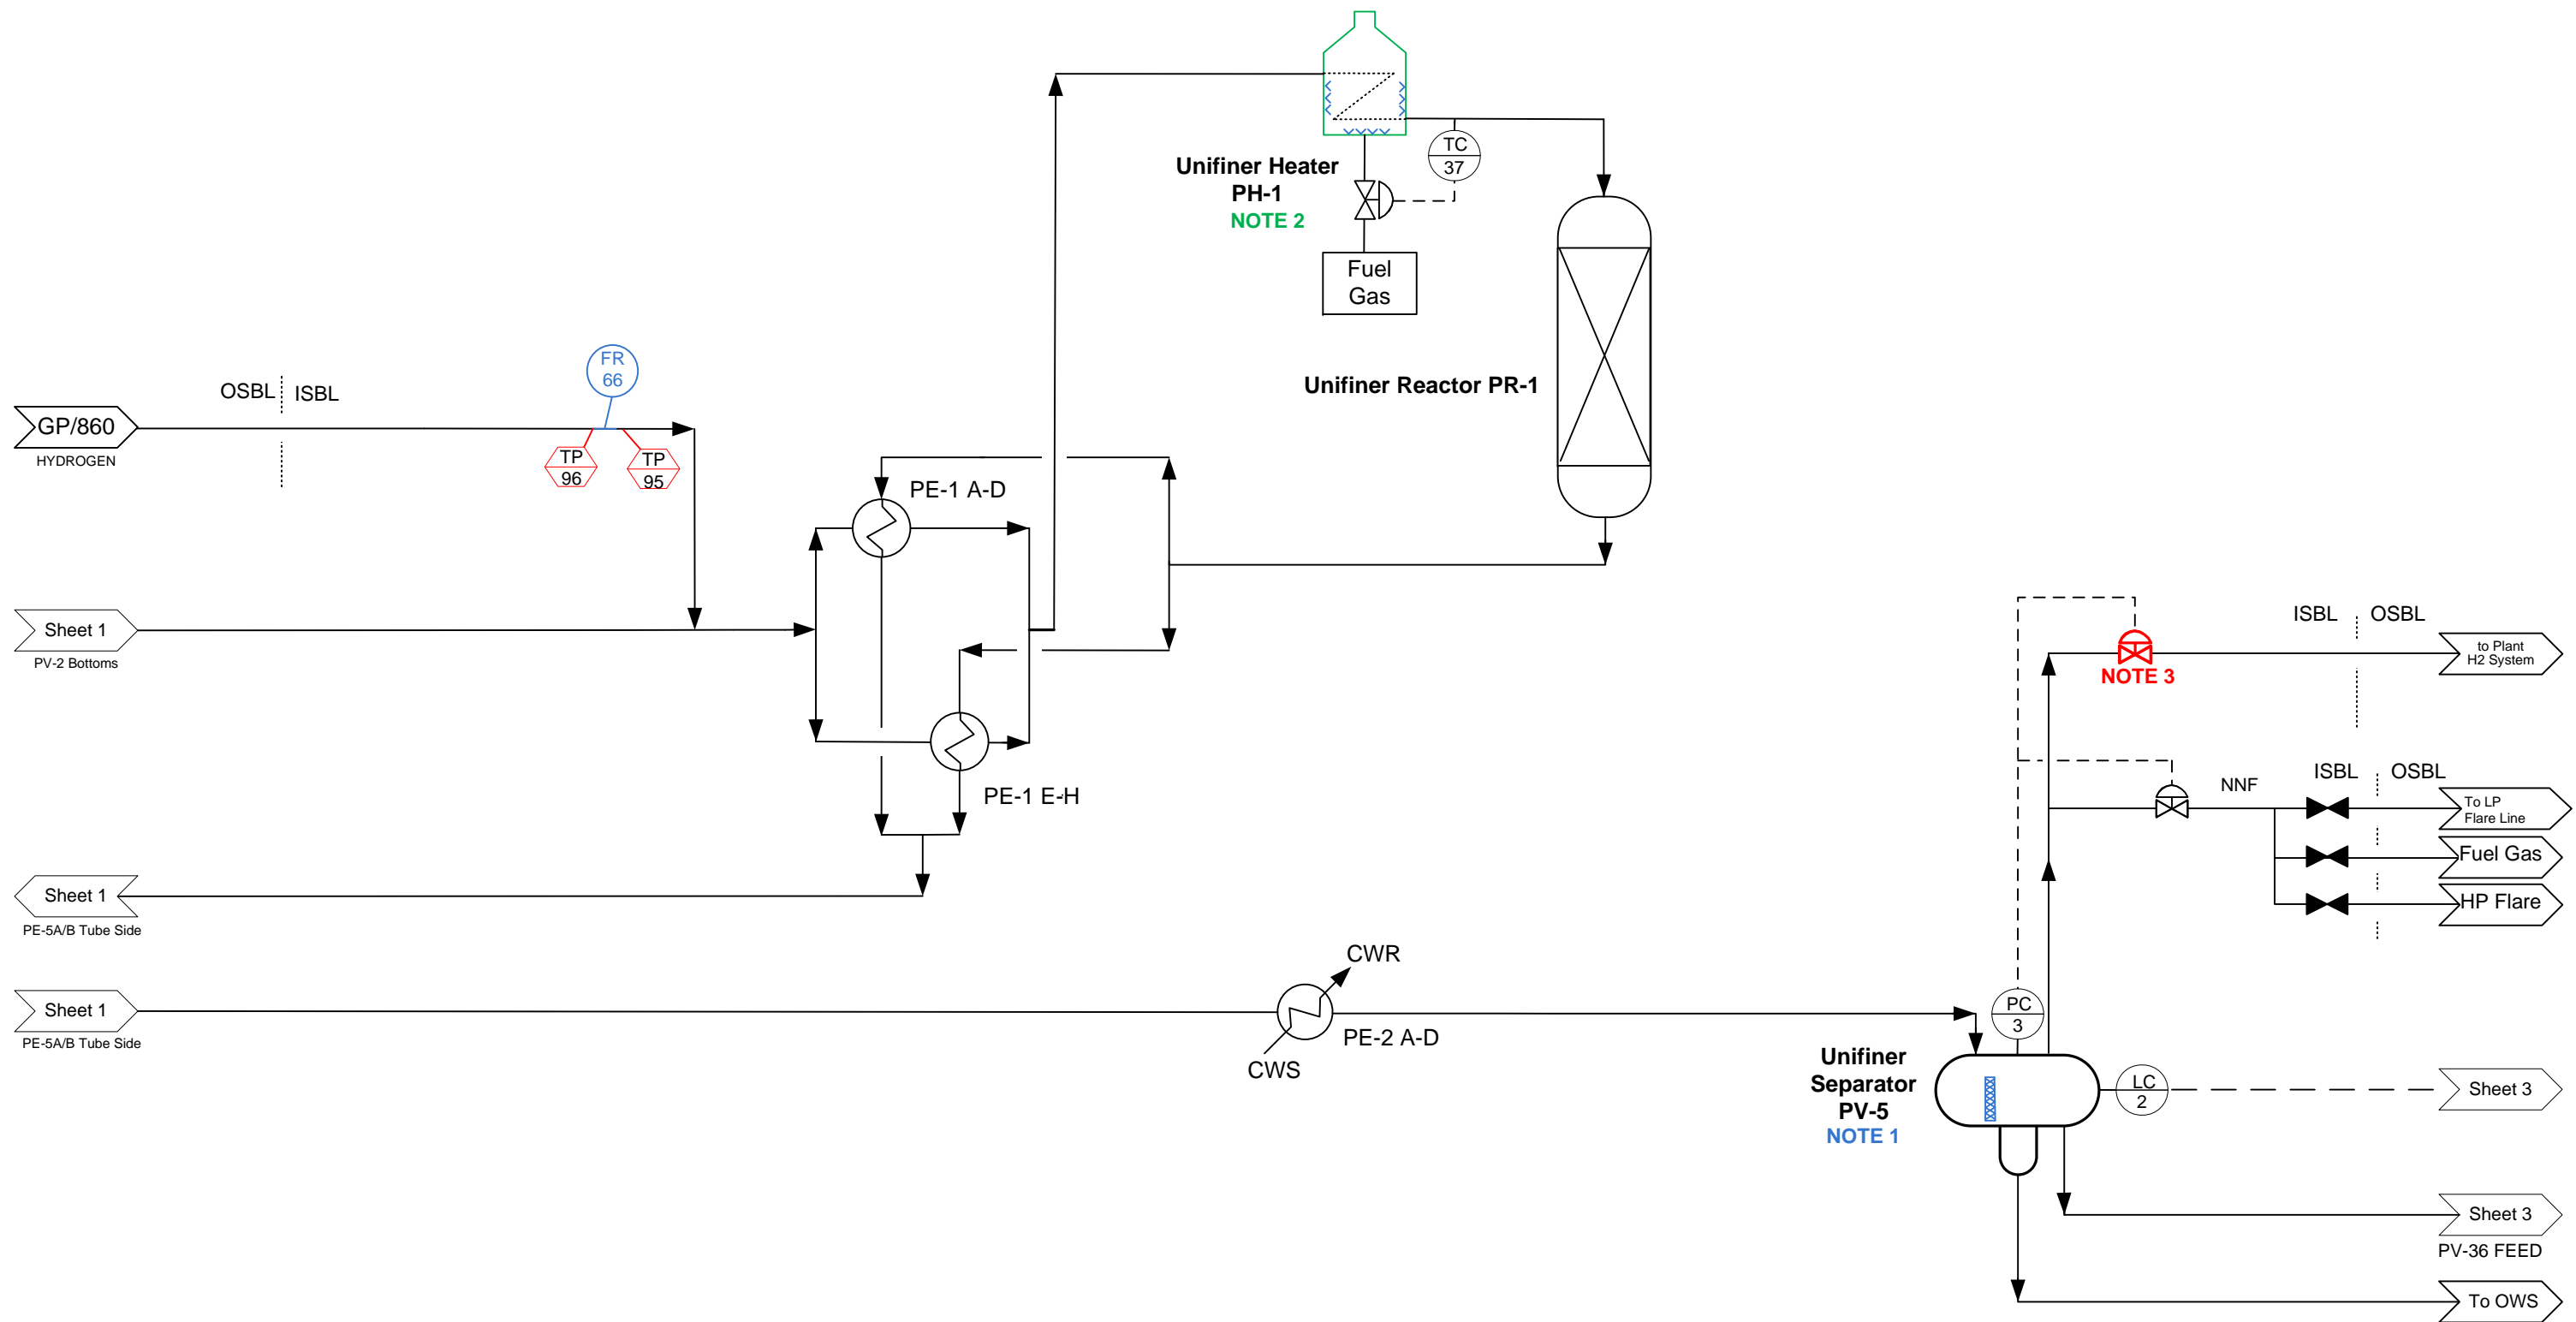 Unifiner Heater
PH-1
NOTE 2
TC
37
Fuel
Gas
Unifiner Reactor PR-1
FR
66
OSBL
ISBL
GP/860
HYDROGEN
TP
96
TP
95
PE-1 A-D
Sheet 1
PV-2 Bottoms
PE-1 E-H
Sheet 1
PE-5A/B Tube Side
Sheet 1
PE-5A/B Tube Side
CWR
PE-2 A-D
CWS
ISBL
OSBL
to Plant
H2 System
NOTE 3
NNF
ISBL
OSBL
To LP
Flare Line
Fuel Gas
HP Flare
PC
3
Unifiner
Separator
PV-5
NOTE 1
LC
2
Sheet 3
Sheet 3
PV-36 FEED
To OWS